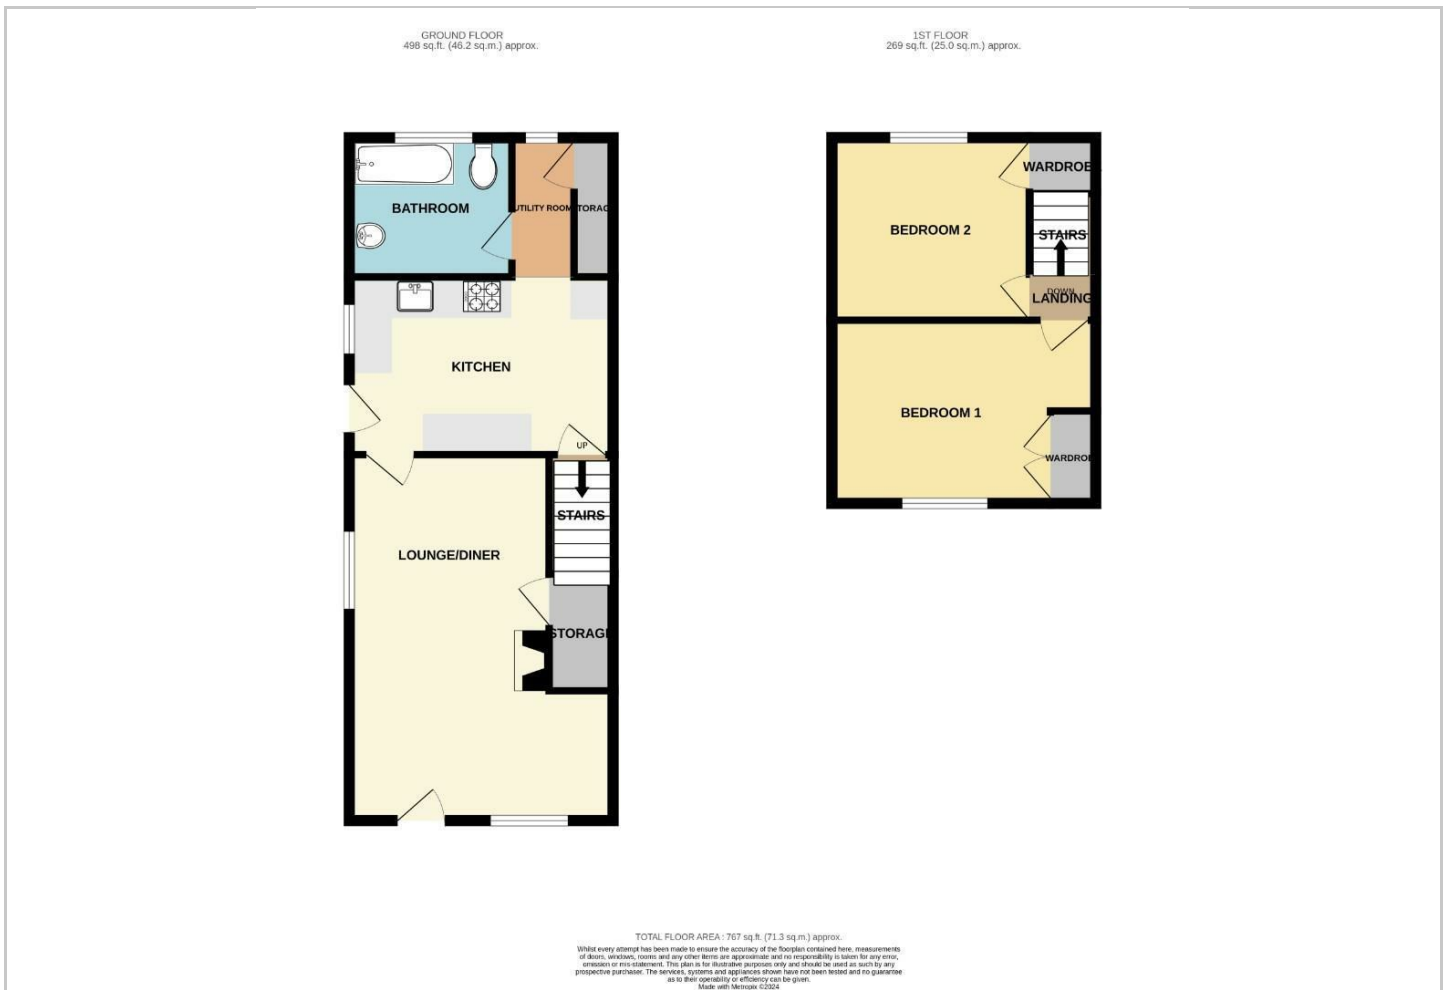 GROUND FLOOR
498 sq.ft. (46.2 sq.m.) approx.
1ST FLOOR
269 sq.ft. (25.0 sq.m.) approx.
BATHROOM
UTILITY ROOM
TORAG
KITCHEN
UP
STAIRS
LOUNGE/DINER
STORAGE
WARDROB
BEDROOM 2
STAIRS
DOWN
LANDING
BEDROOM 1
WARDROB
TOTAL FLOOR AREA : 767 sq.ft. (71.3 sq.m.) approx.
Whilst every attempt has been made to ensure the accuracy of the floorplan contained here, measurements
of doors, windows, rooms and any other items are approximate and no responsibility is taken for any error,
omission or mis-statement. This plan is for illustrative purposes only and should be used as such by any
prospective purchaser. The services, systems and appliances shown have not been tested and no guarantee
as to their operability or efficiency can be given.
Made with Metropix ©2024